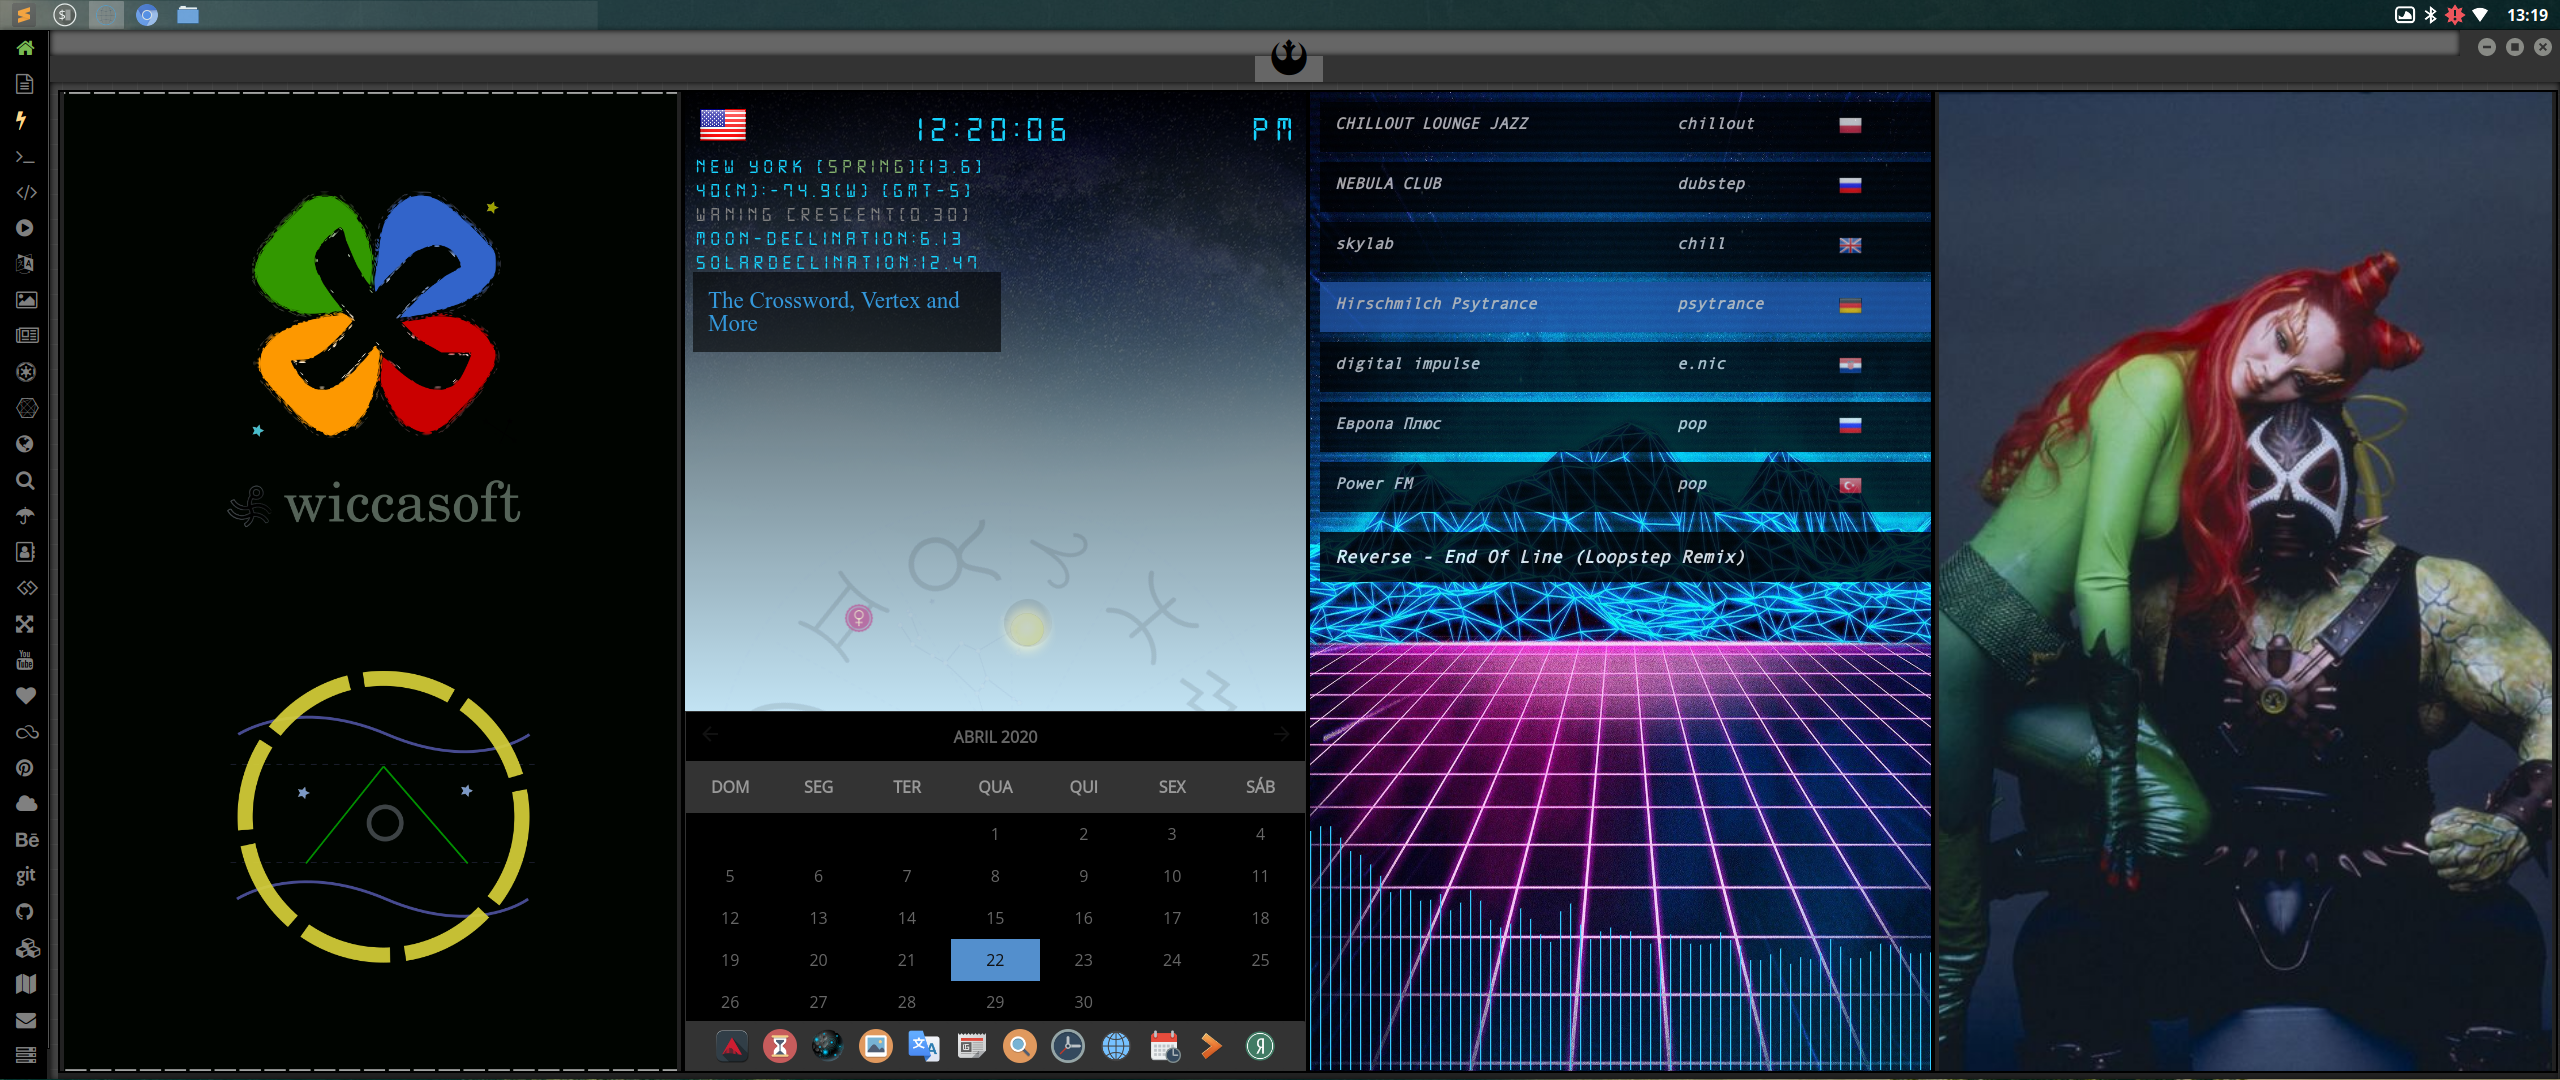 13:19
You
Tube
Bē
git
wiccasoft
12:20:06 PM
NEW YORK [SPRING][13.6]
40(N):-74.9(W) [GMT-5]
WANING CRESCENT[0.30]
MOON-DECLINATION:6.13
SOLARDECLINATION:12.47
The Crossword, Vertex and
More
ABRIL 2020
DOM SEG TER QUA QUI SEX SÁB
1 2 3 4
5 6 7 8 9 10 11
12 13 14 15 16 17 18
19 20 21 22 23 24 25
26 27 28 29 30
CHILLOUT LOUNGE JAZZ chillout
NEBULA CLUB dubstep
skylab chill
Hirschmilch Psytrance psytrance
digital impulse e.nic
Европа Плюс pop
Power FM pop
Reverse - End Of Line (Loopstep Remix)